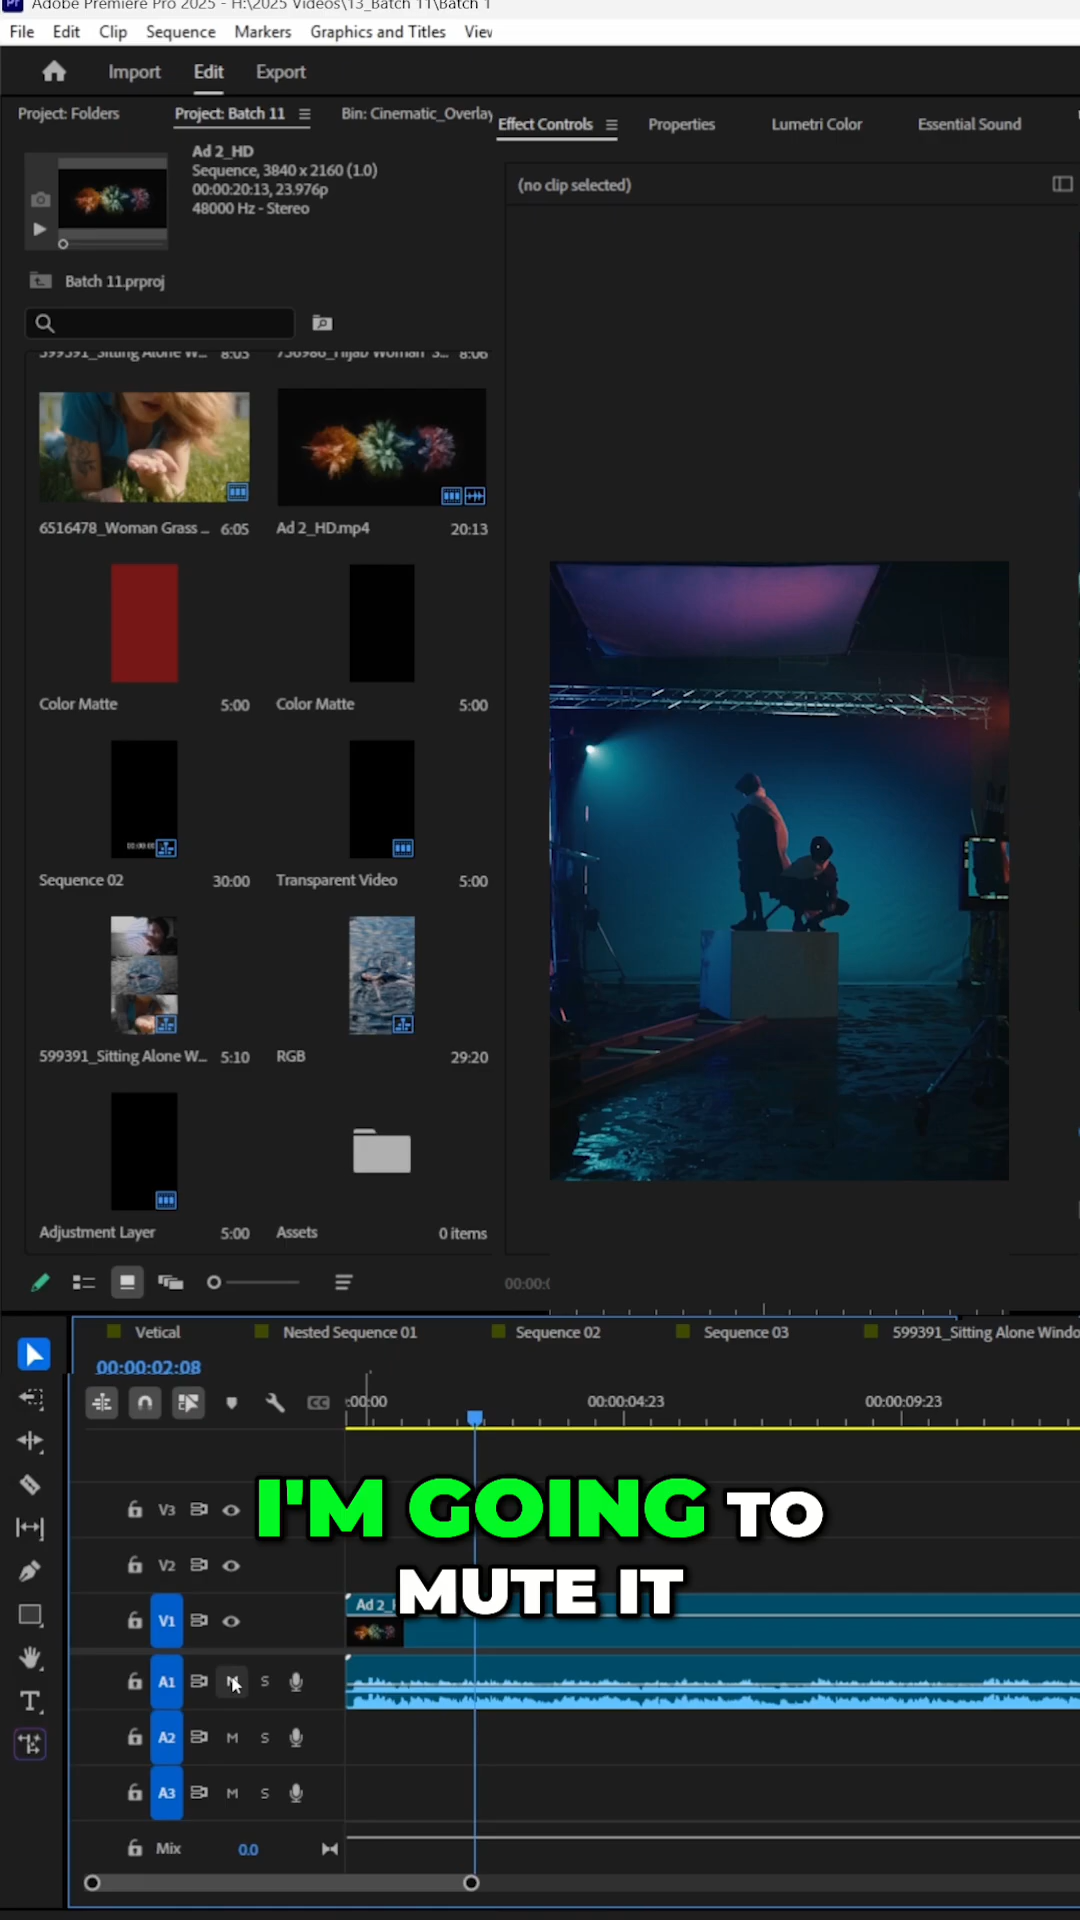 Adobe Premiere Pro 2025 - H:\2025 Videos\13_Batch 11\Batch 1
File Edit Clip Sequence Markers Graphics and Titles View
Import Edit Export
Project: Folders Project: Batch 11 Bin: Cinematic_Overlay
Effect Controls Properties Lumetri Color Essential Sound
Ad 2_HD
Sequence, 3840 x 2160 (1.0)
00:00:20:13, 23.976p
48000 Hz - Stereo
(no clip selected)
Batch 11.prproj
599391_Sitting Alone W... 8:03 756986_Hijab Woman S... 8:06
6516478_Woman Grass ... 6:05 Ad 2_HD.mp4 20:13
Color Matte 5:00 Color Matte 5:00
Sequence 02 30:00 Transparent Video 5:00
599391_Sitting Alone W... 5:10 RGB 29:20
Adjustment Layer 5:00 Assets 0 items
Vetical Nested Sequence 01 Sequence 02 Sequence 03 599391_Sitting Alone Windo
00:00:02:08
:00:00 00:00:04:23 00:00:09:23
I'M GOING TO
MUTE IT
V3
V2
V1 Ad 2_
A1 M S
A2 M S
A3 M S
Mix 0.0